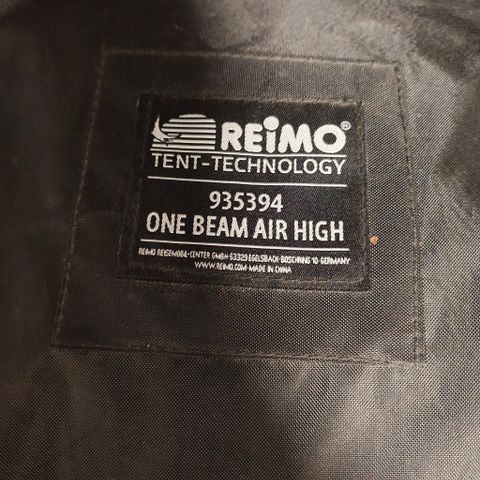 REIMO®
TENT-TECHNOLOGY
935394
ONE BEAM AIR HIGH
REIMO REISEMOBIL-CENTER GMBH-63329 EGELSBACH-BOSCHRING 10-GERMANY
WWW.REIMO.COM-MADE IN CHINA